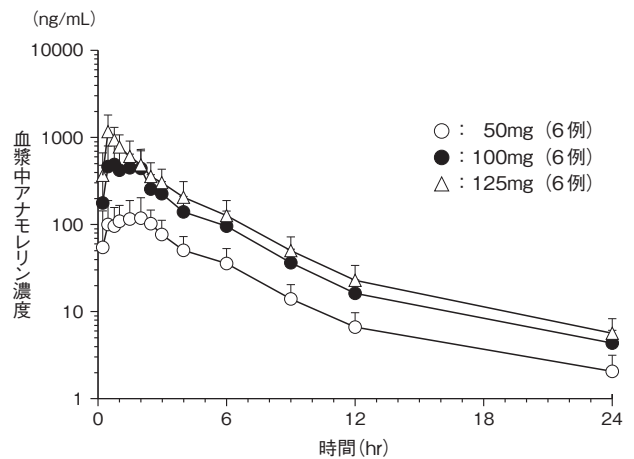 (ng/mL)
10000
1000
100
10
1
血漿中アナモレリン濃度
○： 50mg（6例）
●：100mg（6例）
△：125mg（6例）
0 6 12 18 24
時間(hr)